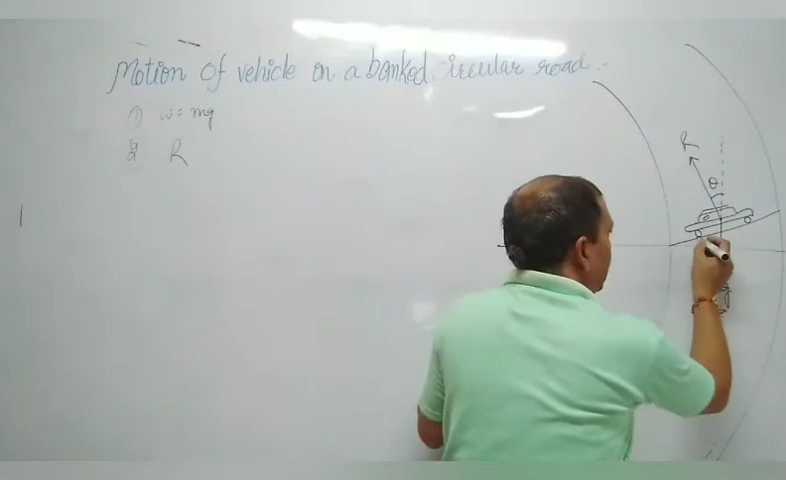 Motion of vehicle on a banked circular road.
① w = mg
② R
R
θ